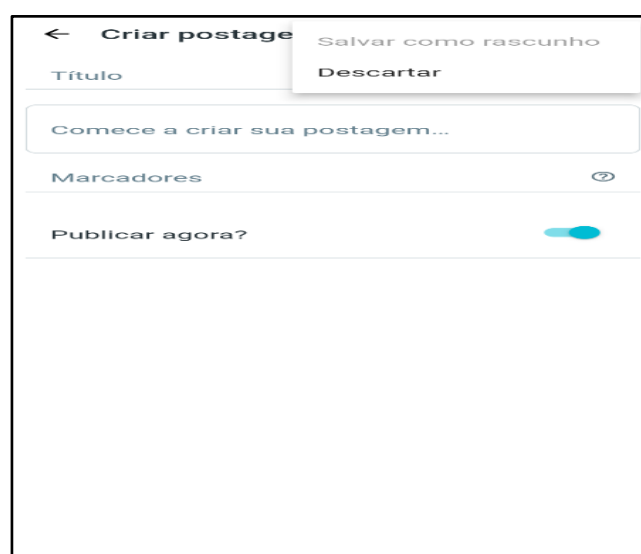 ← Criar postage
Salvar como rascunho
Descartar
Título
Comece a criar sua postagem...
Marcadores
Publicar agora?